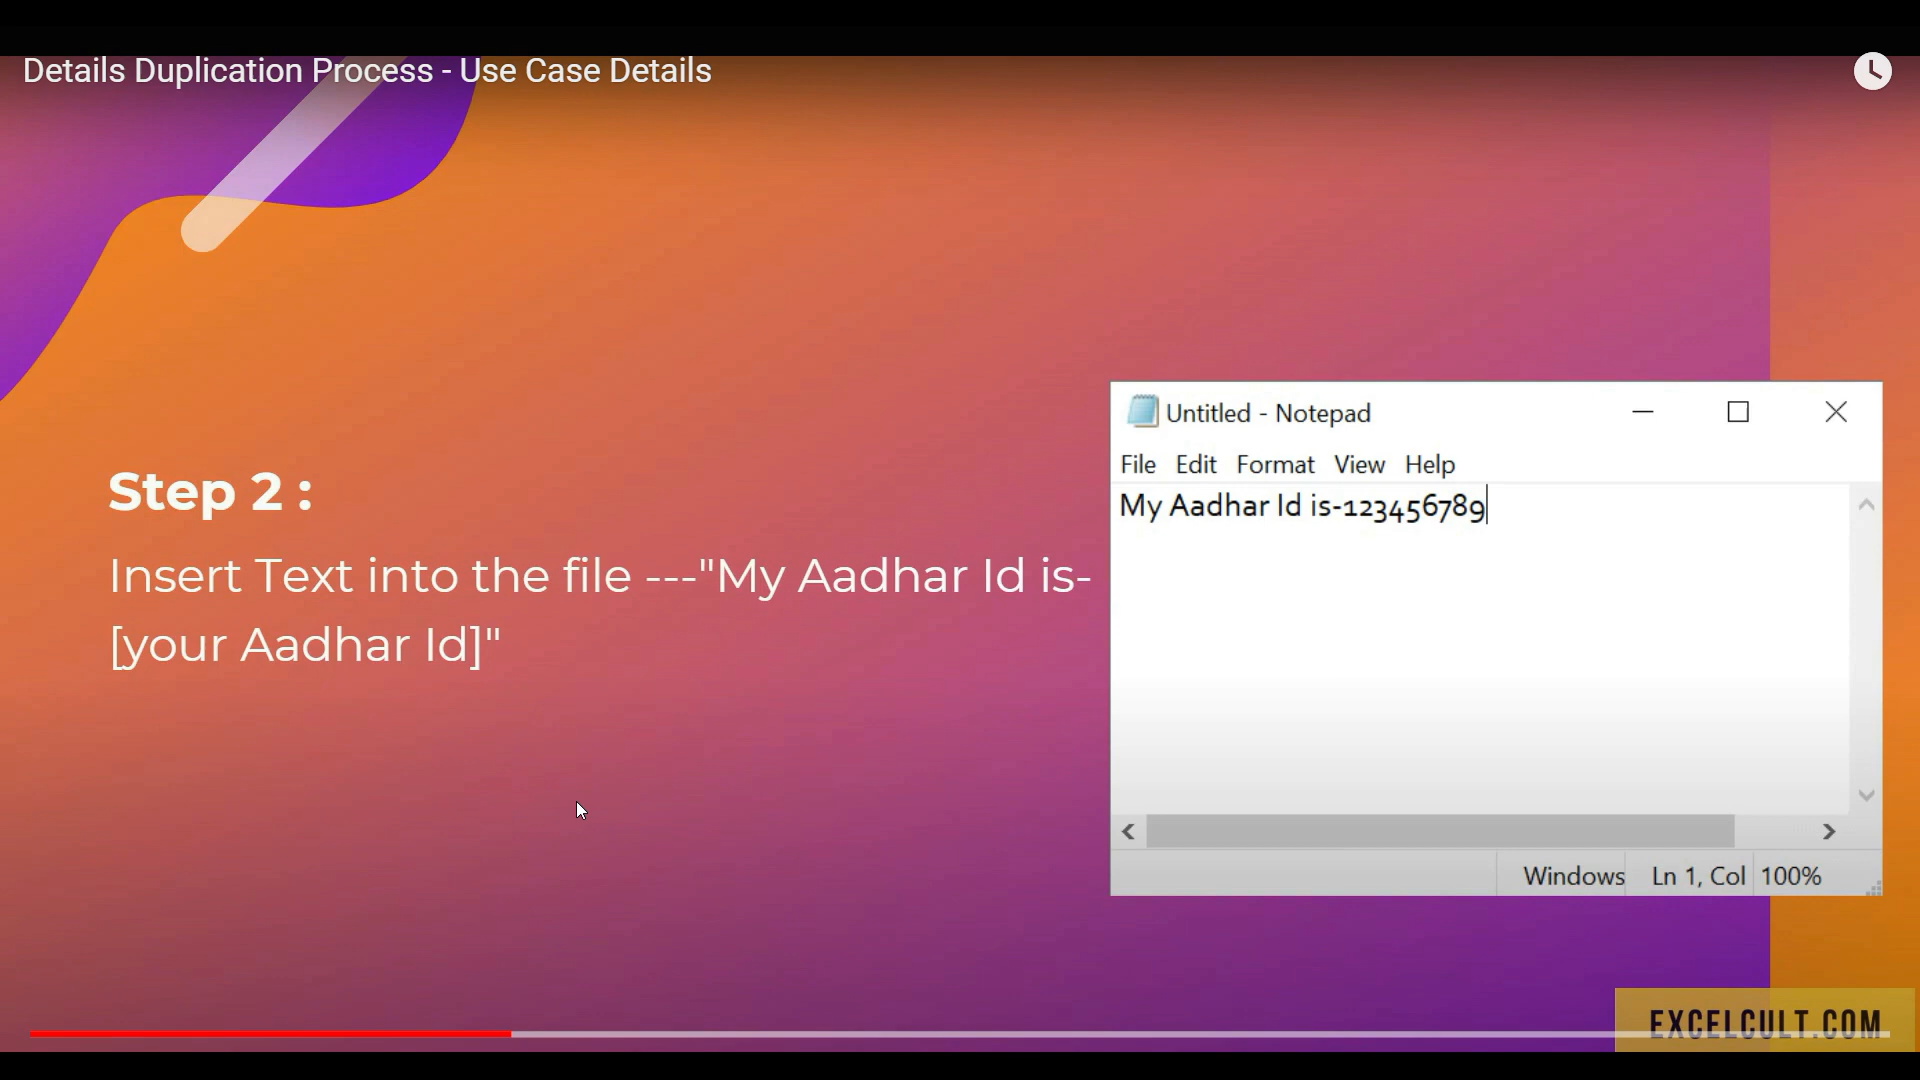 Details Duplication Process - Use Case Details
Step 2 :
Insert Text into the file ---"My Aadhar Id is-
[your Aadhar Id]"
Untitled - Notepad
File Edit Format View Help
My Aadhar Id is-123456789
Windows Ln 1, Col 100%
EXCELCULT.COM